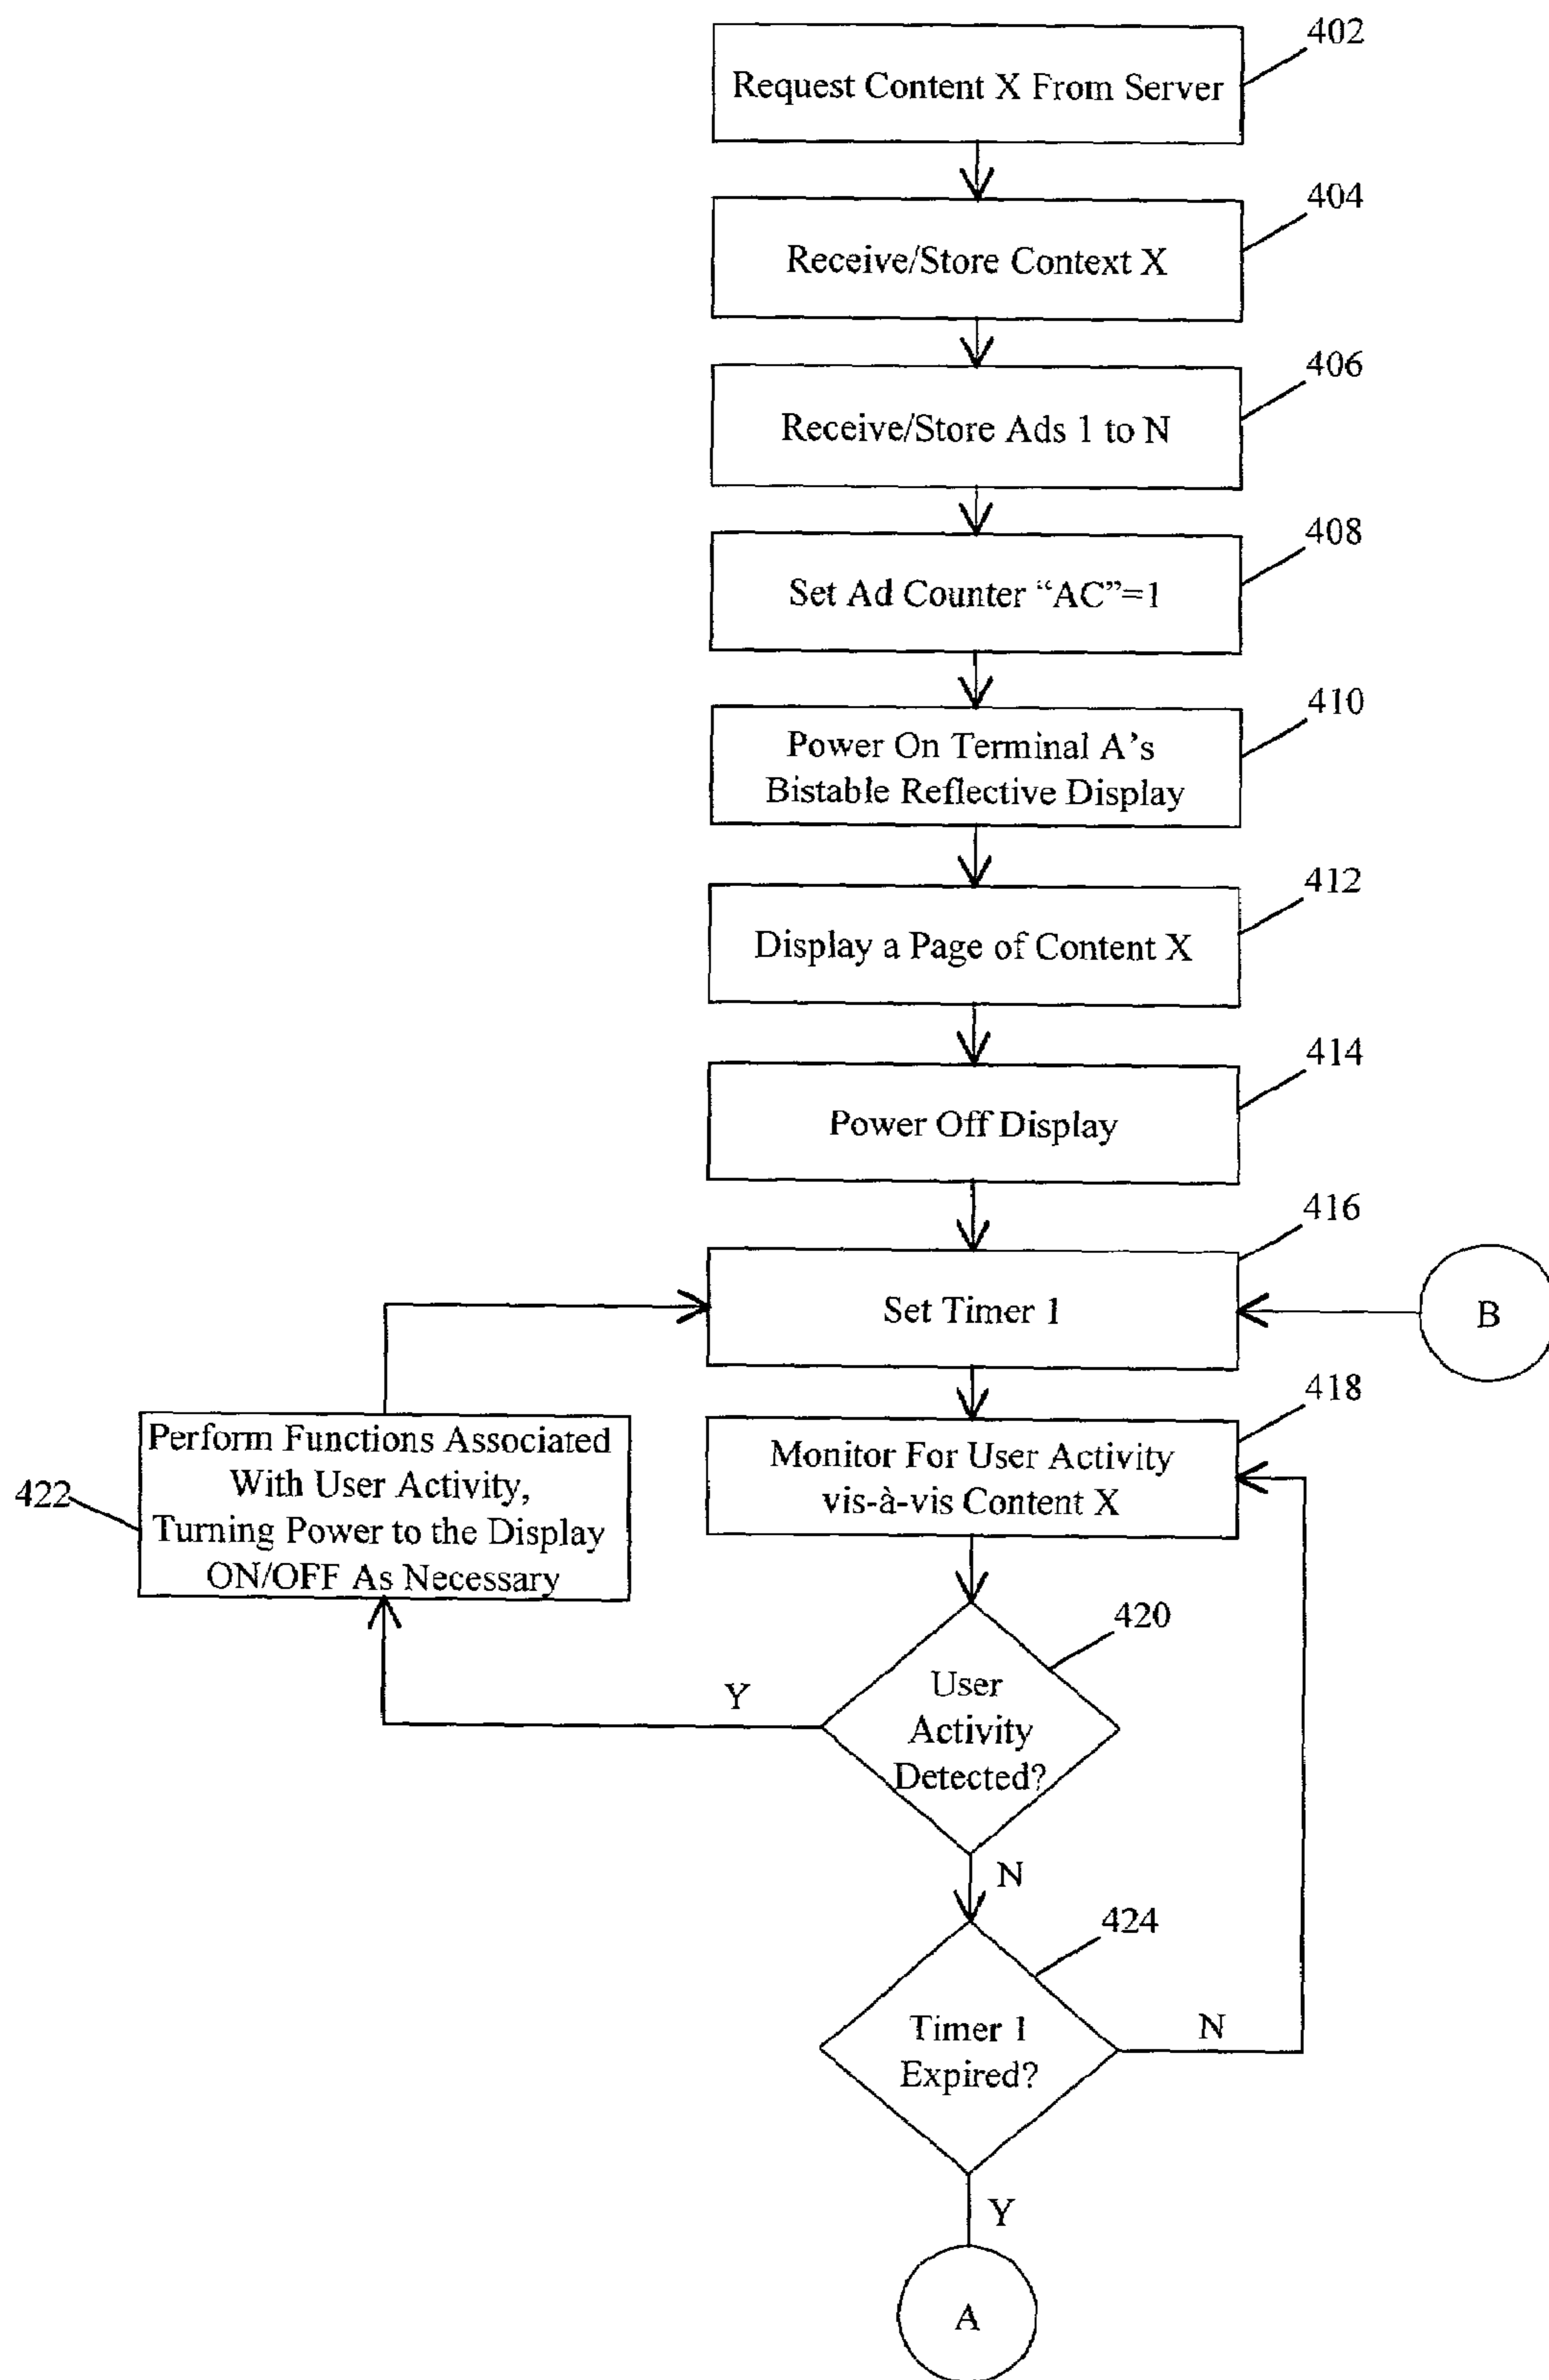 402
Request Content X From Server
404
Receive/Store Context X
406
Receive/Store Ads 1 to N
408
Set Ad Counter “AC”=1
410
Power On Terminal A’s
Bistable Reflective Display
412
Display a Page of Content X
414
Power Off Display
416
Set Timer 1
B
418
Monitor For User Activity
vis-à-vis Content X
422
Perform Functions Associated
With User Activity,
Turning Power to the Display
ON/OFF As Necessary
420
User
Activity
Detected?
Y
N
424
Timer 1
Expired?
N
Y
A